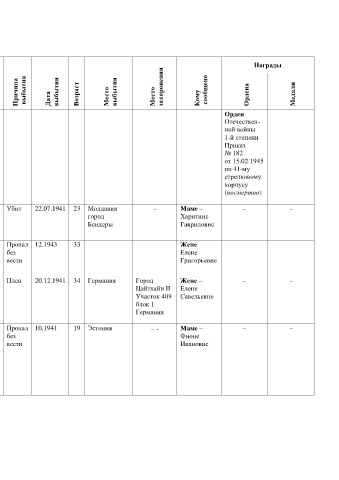 Причина выбытия
Дата выбытия
Возраст
Место выбытия
Место захоронения
Кому сообщено
Награды
Ордена
Медали
Орден
Отечествен-
ной войны
1-й степени
Приказ
№ 182
от 15.02.1945
по 41-му
стрелковому
корпусу
(посмертно)
Убит 22.07.1941 23 Молдавия – Маме – – –
город Харитине
Бендеры Гавриловне
Пропал 12.1943 33 Жене
без Елене
вести Григорьевне
Плен 20.12.1941 34 Германия Город Жене – – –
Цайтхайн II Елене
Участок 409 Савельевне
блок 1
Германия
Пропал 10.1941 19 Эстония – – Маме – – –
без Фионе
вести Ивановне